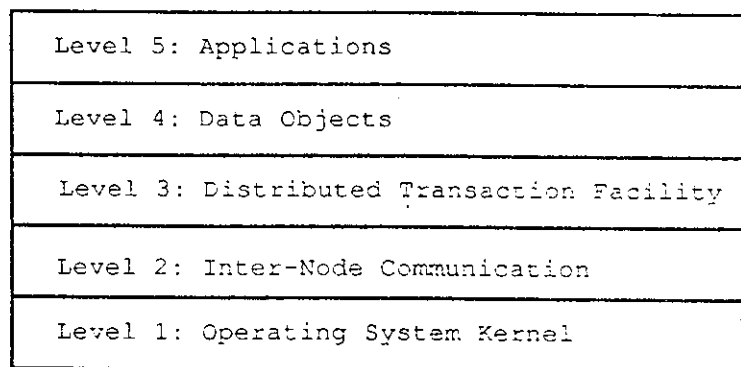 Level 5: Applications
Level 4: Data Objects
Level 3: Distributed Transaction Facility
Level 2: Inter-Node Communication
Level 1: Operating System Kernel